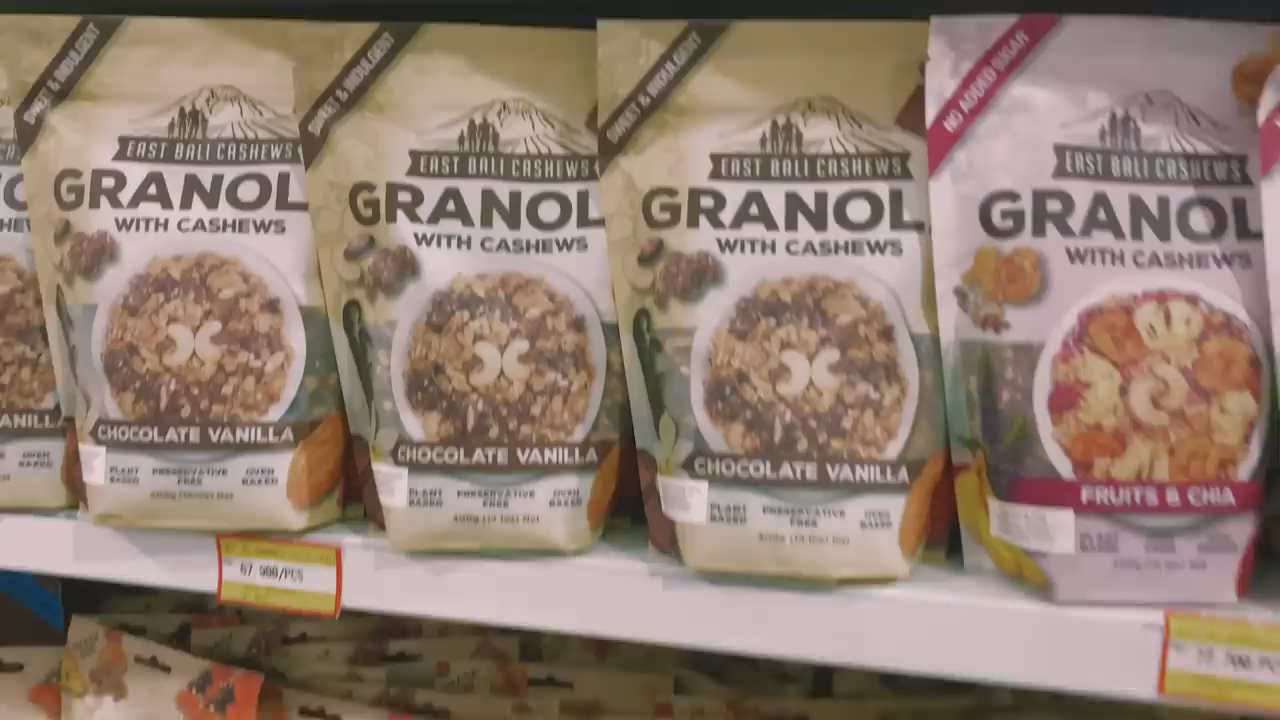 SWEET & INDULGENT
EAST BALI CASHEWS
GRANOL
WITH CASHEWS
CHOCOLATE VANILLA
PLANT BASED
PRESERVATIVE FREE
OVEN BAKED
SWEET & INDULGENT
EAST BALI CASHEWS
GRANOL
WITH CASHEWS
CHOCOLATE VANILLA
PLANT BASED
PRESERVATIVE FREE
OVEN BAKED
SWEET & INDULGENT
EAST BALI CASHEWS
GRANOL
WITH CASHEWS
CHOCOLATE VANILLA
PLANT BASED
PRESERVATIVE FREE
OVEN BAKED
NO ADDED SUGAR
EAST BALI CASHEWS
GRANOL
WITH CASHEWS
FRUITS & CHIA
ANILLA
OVEN BAKED